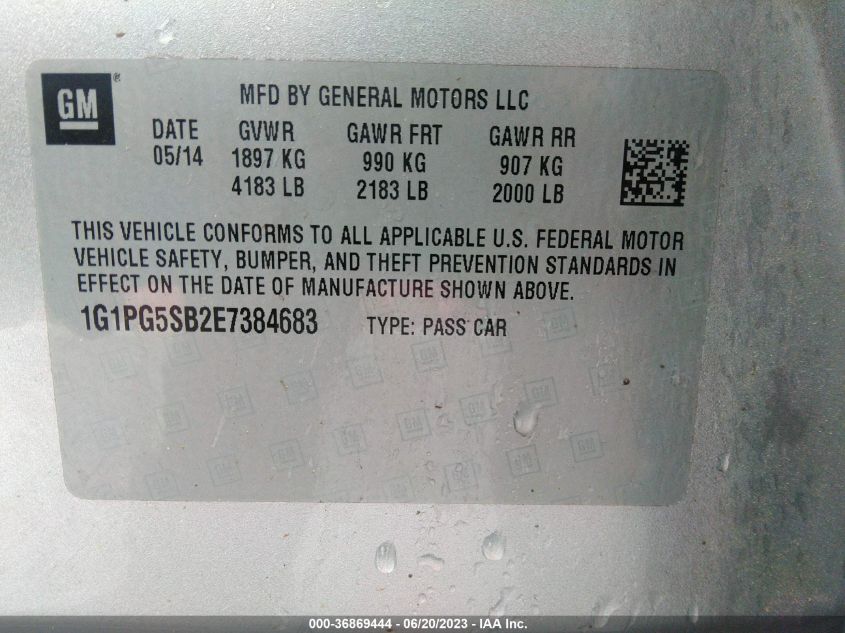 GM ®
MFD BY GENERAL MOTORS LLC
DATE GVWR GAWR FRT GAWR RR
05/14 1897 KG 990 KG 907 KG
4183 LB 2183 LB 2000 LB
THIS VEHICLE CONFORMS TO ALL APPLICABLE U.S. FEDERAL MOTOR
VEHICLE SAFETY, BUMPER, AND THEFT PREVENTION STANDARDS IN
EFFECT ON THE DATE OF MANUFACTURE SHOWN ABOVE.
1G1PG5SB2E7384683 TYPE: PASS CAR
000-36869444 - 06/20/2023 - IAA Inc.